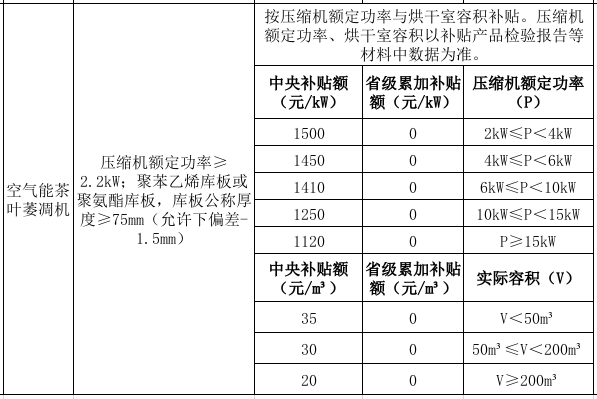 空气能茶
叶萎凋机
压缩机额定功率≥
2.2kW；聚苯乙烯库板或
聚氨酯库板，库板公称厚
度≥75mm（允许下偏差-
1.5mm）
按压缩机额定功率与烘干室容积补贴。压缩机
额定功率、烘干室容积以补贴产品检验报告等
材料中数据为准。
中央补贴额
（元/kW）
省级累加补贴
额（元/kW）
压缩机额定功率
（P）
1500 0 2kW≤P＜4kW
1450 0 4kW≤P＜6kW
1410 0 6kW≤P＜10kW
1250 0 10kW≤P＜15kW
1120 0 P≥15kW
中央补贴额
（元/m³）
省级累加补贴
额（元/m³）
实际容积（V）
35 0 V＜50m³
30 0 50m³≤V＜200m³
20 0 V≥200m³